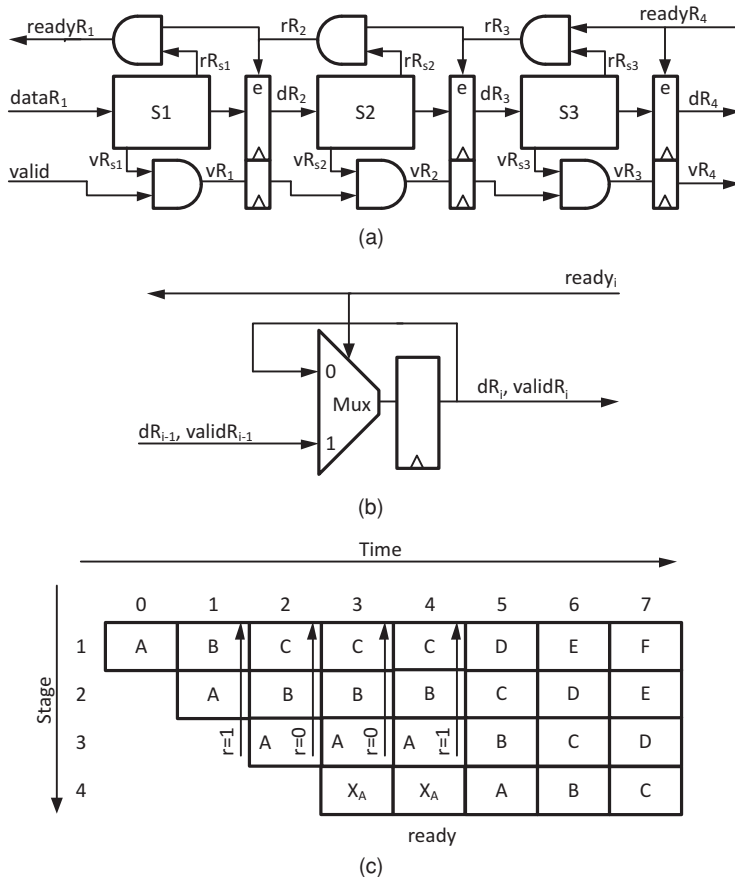 readyR1 rR2 rR3 readyR4
rRs1 rRs2 rRs3
dataR1 S1 e dR2 S2 e dR3 S3 e dR4
vRs1 vRs2 vRs3
valid vR1 vR2 vR3 vR4
(a)
readyi
0
Mux dRi, validRi
dRi-1, validRi-1 1
(b)
Time
0 1 2 3 4 5 6 7
1 A B C C C D E F
2 A B B B C D E
Stage
3 r=1 A r=0 A r=0 A r=1 B C D
4 XA XA A B C
ready
(c)